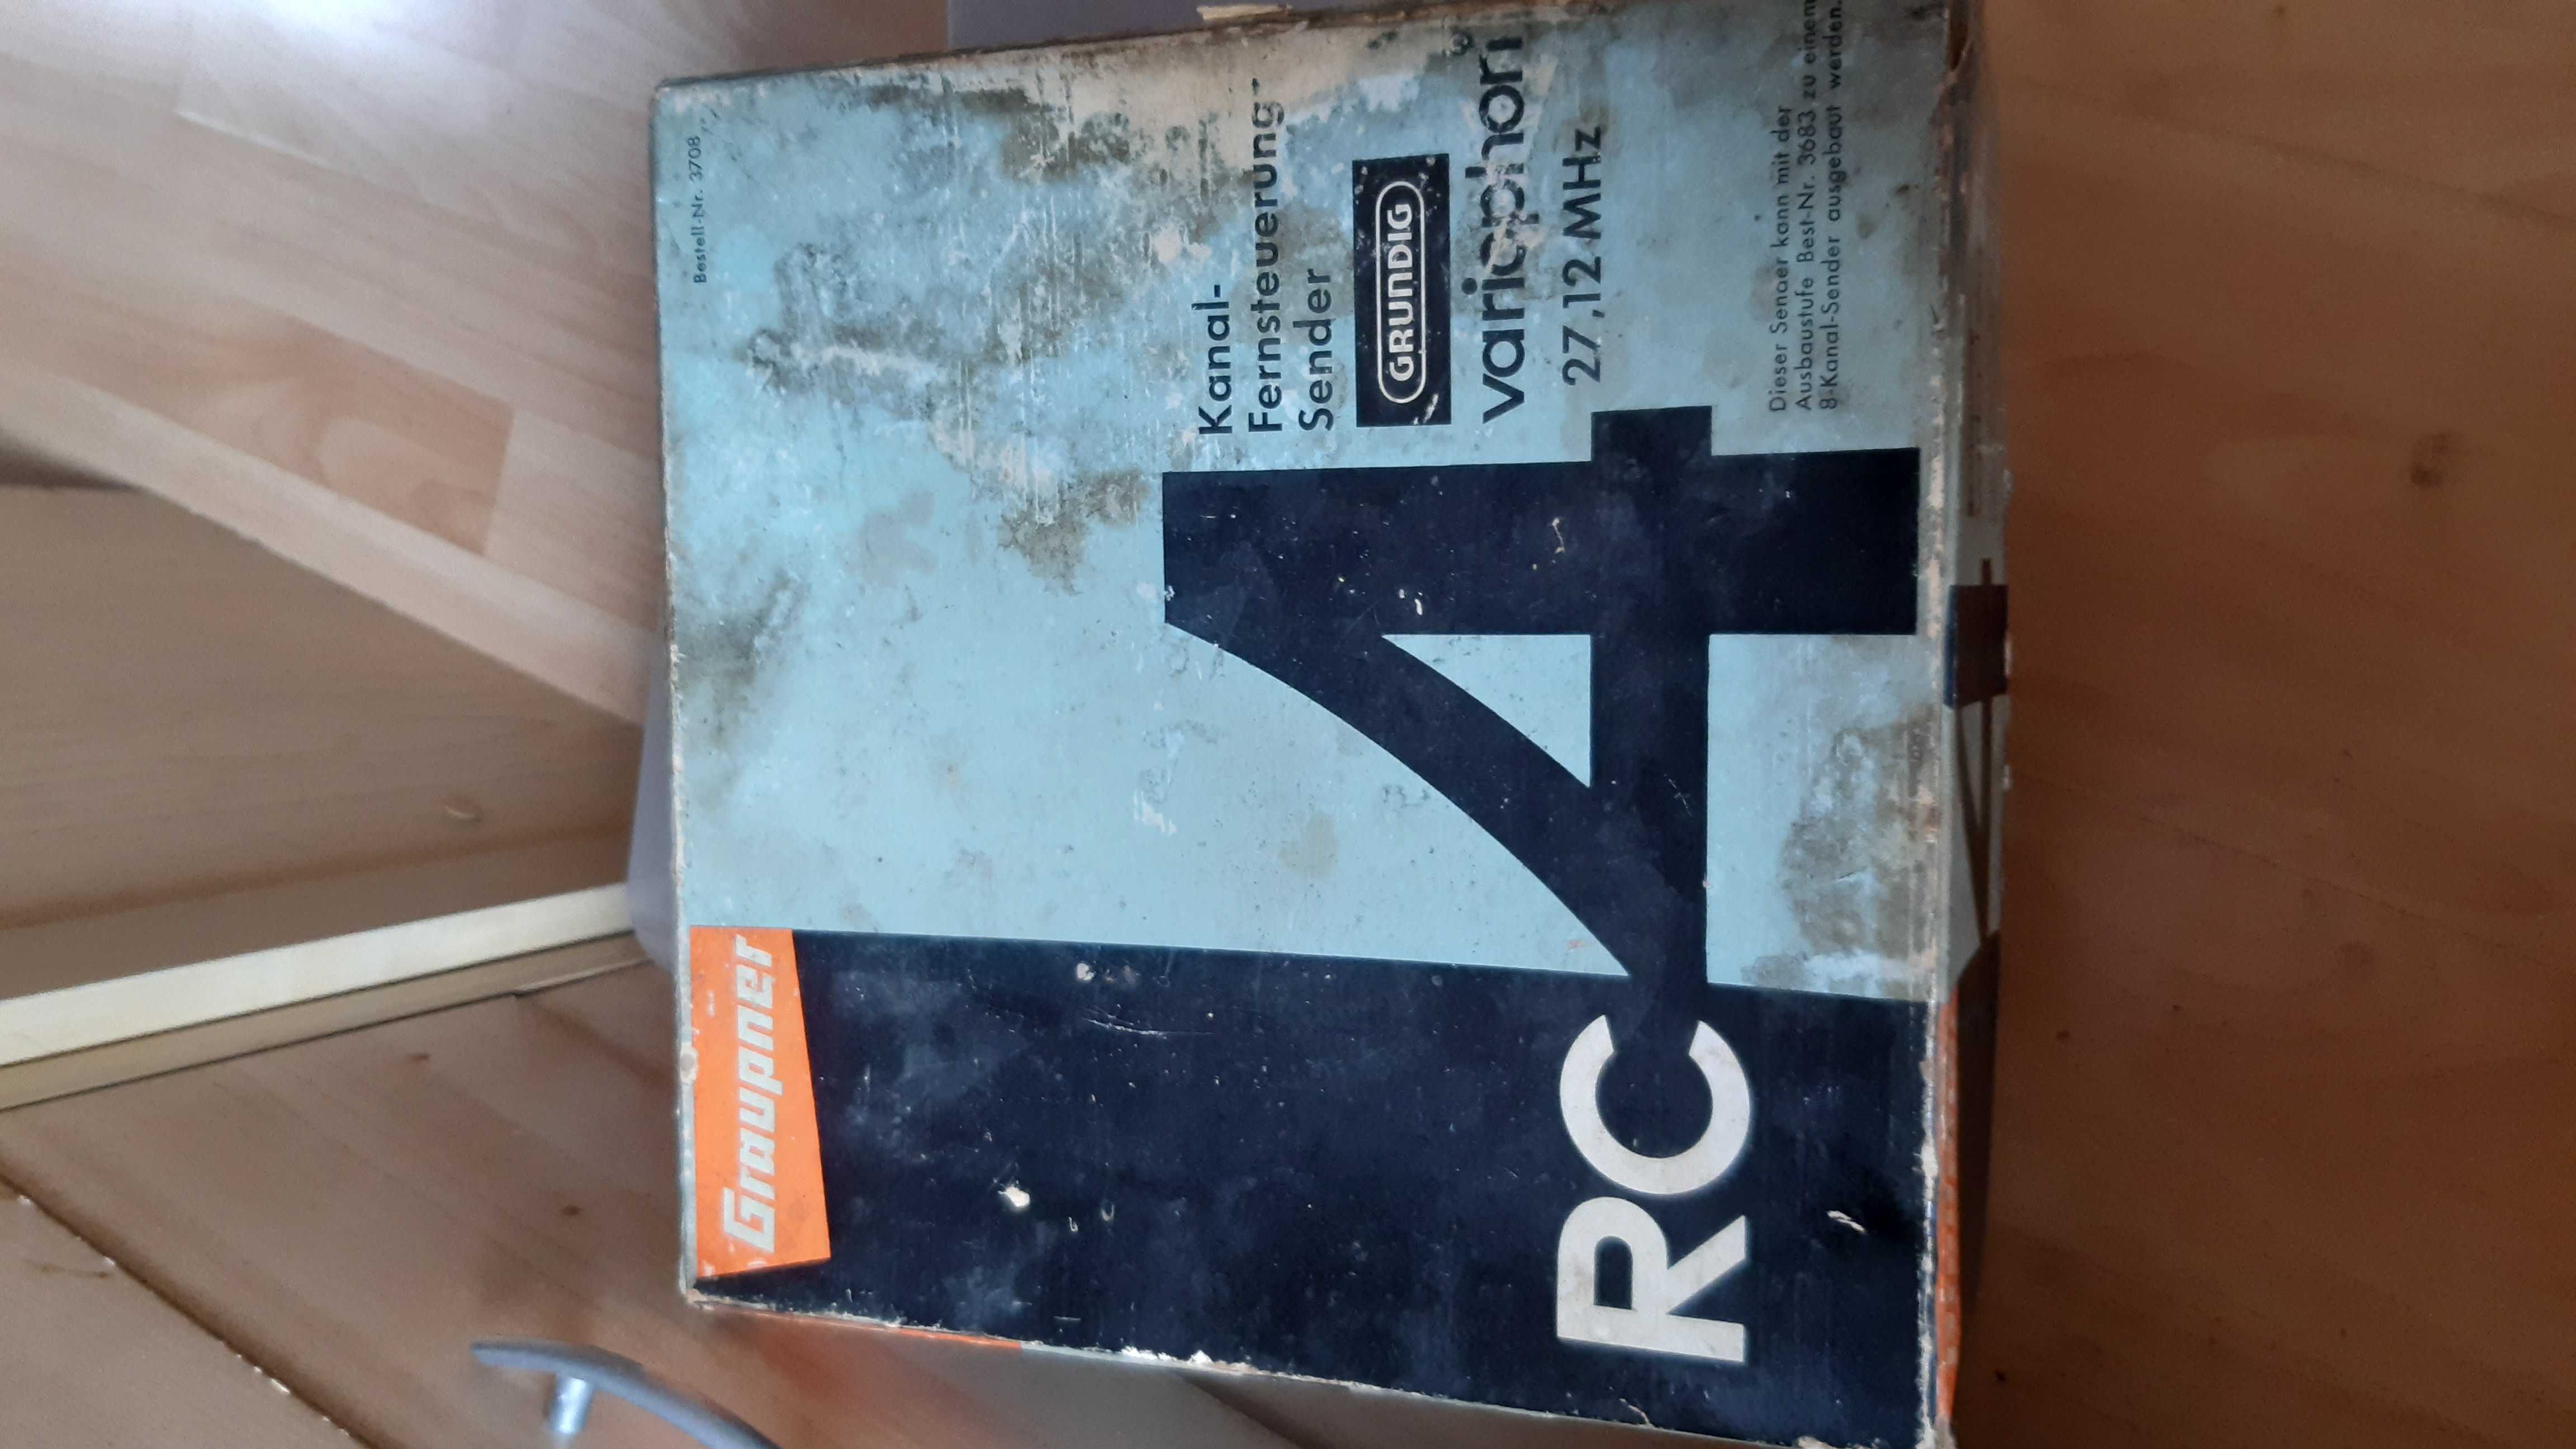 Graupner
Bestell-Nr. 3708
RC 4
Kanal-
Fernsteuerung-
Sender
GRUNDIG
variophon
27,12 MHz
Dieser Sender kann mit der
Ausbaustufe Best-Nr. 3683 zu einem
8-Kanal-Sender ausgebaut werden.